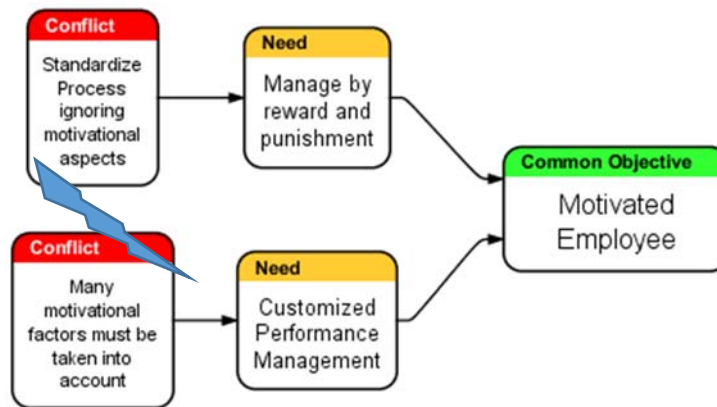 Conflict
Standardize
Process
ignoring
motivational
aspects
Need
Manage by
reward and
punishment
Common Objective
Motivated
Employee
Conflict
Many
motivational
factors must be
taken into
account
Need
Customized
Performance
Management